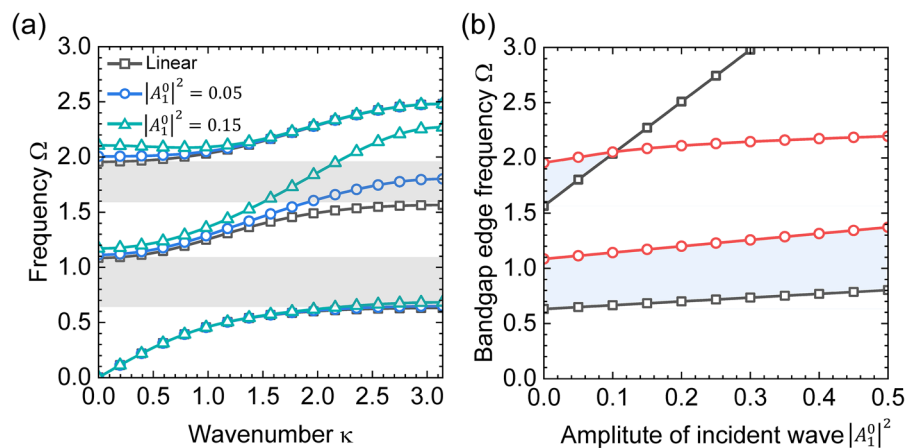 (a)
3.0
2.5
2.0
1.5
1.0
0.5
0.0
Frequency Ω
Linear
|A₁⁰|² = 0.05
|A₁⁰|² = 0.15
0.0 0.5 1.0 1.5 2.0 2.5 3.0
Wavenumber κ
(b)
3.0
2.5
2.0
1.5
1.0
0.5
0.0
Bandgap edge frequency Ω
0.0 0.1 0.2 0.3 0.4 0.5
Amplitute of incident wave |A₁⁰|²